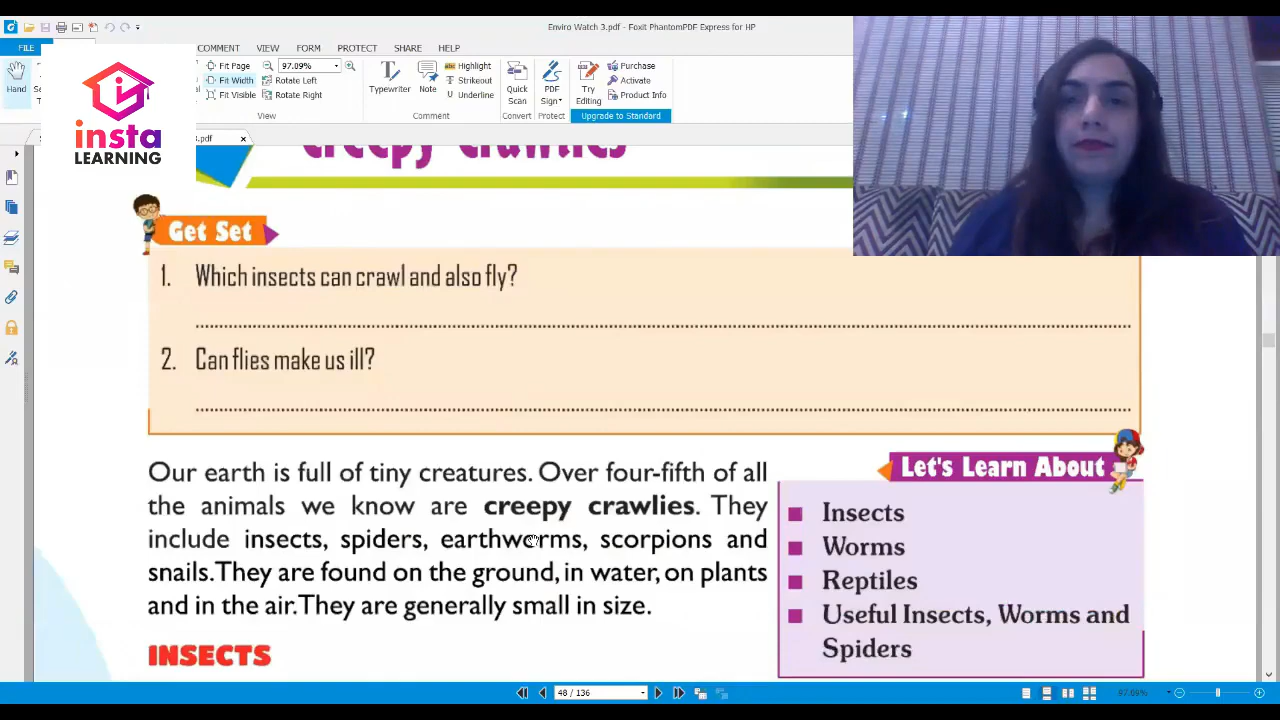 Enviro Watch 3.pdf - Foxit PhantomPDF Express for HP
FILE COMMENT VIEW FORM PROTECT SHARE HELP
Hand
Fit Page
Fit Width
Fit Visible
97.09%
Rotate Left
Rotate Right
View
Typewriter
Note
Highlight
Strikeout
Underline
Comment
Quick Scan
Convert
PDF Sign
Protect
Try Editing
Purchase
Activate
Product Info
Upgrade to Standard
insta
LEARNING
.pdf
Get Set
1. Which insects can crawl and also fly?
2. Can flies make us ill?
Our earth is full of tiny creatures. Over four-fifth of all
the animals we know are creepy crawlies. They
include insects, spiders, earthworms, scorpions and
snails.They are found on the ground, in water, on plants
and in the air.They are generally small in size.
INSECTS
Let's Learn About
Insects
Worms
Reptiles
Useful Insects, Worms and
Spiders
48 / 136
97.09%